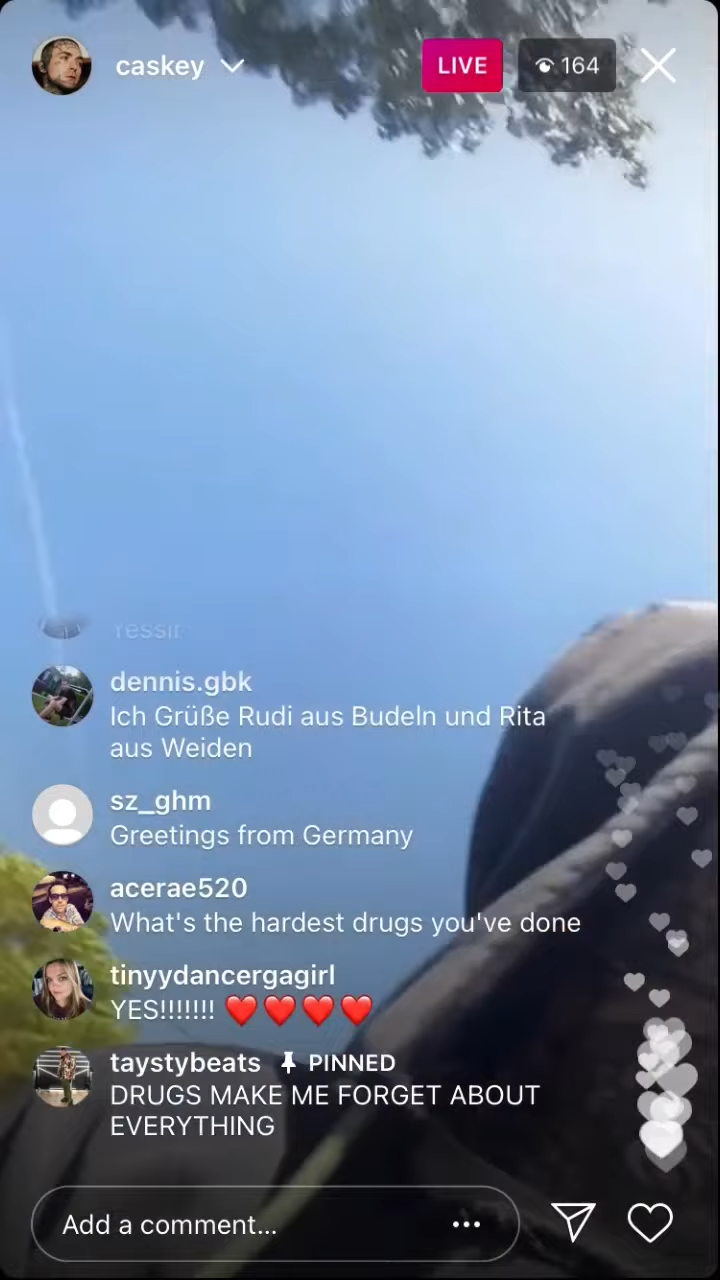 caskey
LIVE
164
dennis.gbk
Ich Grüße Rudi aus Budeln und Rita
aus Weiden
sz_ghm
Greetings from Germany
acerae520
What's the hardest drugs you've done
tinyydancergagirl
YES!!!!!!! ❤️❤️❤️❤️
taystybeats PINNED
DRUGS MAKE ME FORGET ABOUT
EVERYTHING
Add a comment...